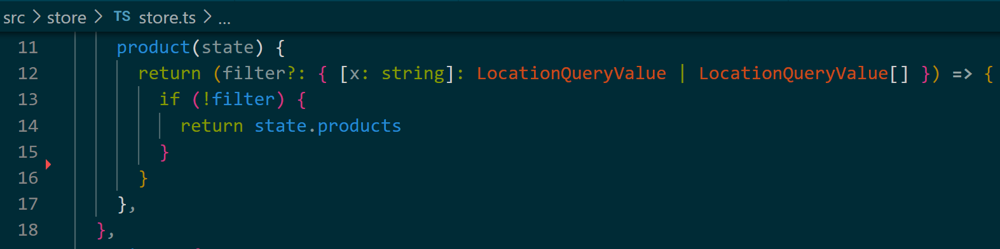 src > store > TS store.ts > ...
11 product(state) {
12 return (filter?: { [x: string]: LocationQueryValue | LocationQueryValue[] }) => {
13 if (!filter) {
14 return state.products
15 }
16 }
17 },
18 },